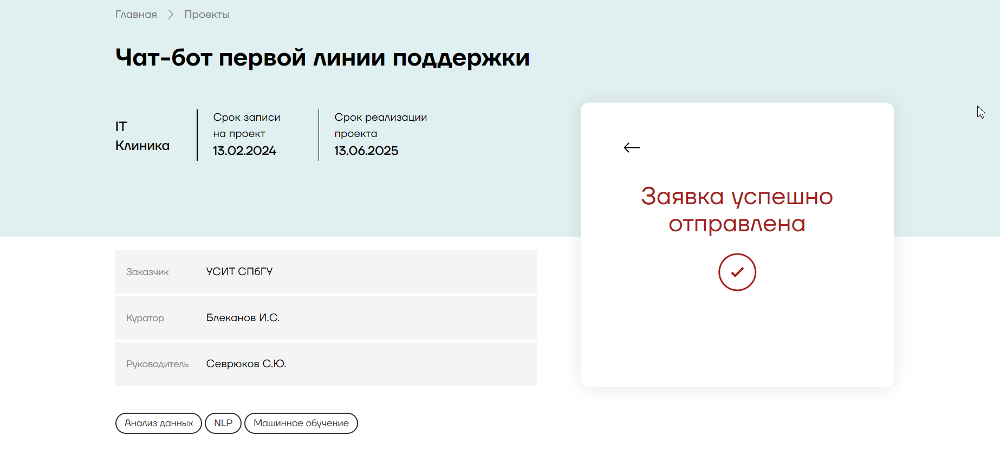 Главная
Проекты
Чат-бот первой линии поддержки
IT
Клиника
Срок записи
на проект
13.02.2024
Срок реализации
проекта
13.06.2025
Заявка успешно
отправлена
Заказчик УСИТ СПбГУ
Куратор Блеканов И.С.
Руководитель Севрюков С.Ю.
Анализ данных
NLP
Машинное обучение